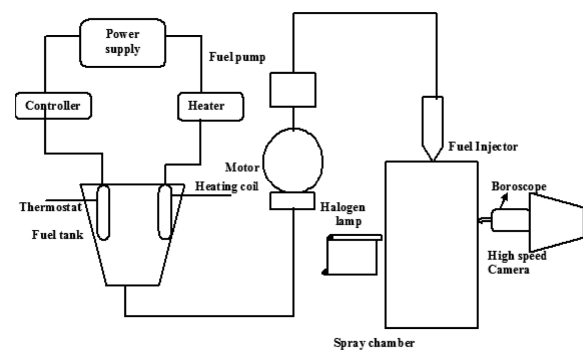 Power
supply
Fuel pump
Controller
Heater
Fuel Injector
Motor
Heating coil
Thermostat
Halogen
lamp
Boroscope
Fuel tank
High speed
Camera
Spray chamber